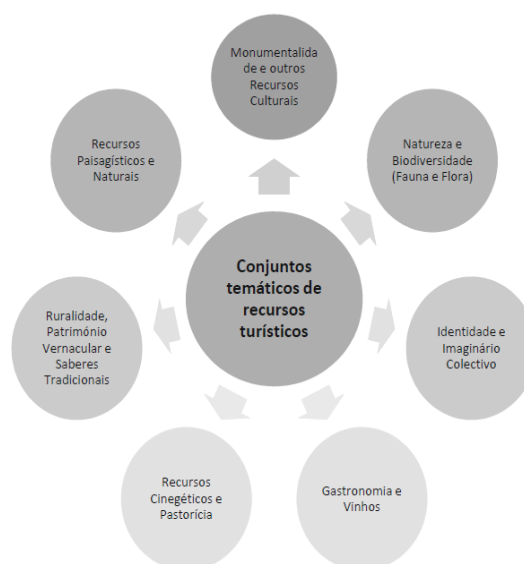 Monumentalida
de e outros
Recursos
Culturais
Recursos
Paisagísticos e
Naturais
Natureza e
Biodiversidade
(Fauna e Flora)
Conjuntos
temáticos de
recursos
turísticos
Ruralidade,
Património
Vernacular e
Saberes
Tradicionais
Identidade e
Imaginário
Colectivo
Recursos
Cinegéticos e
Pastorícia
Gastronomia e
Vinhos